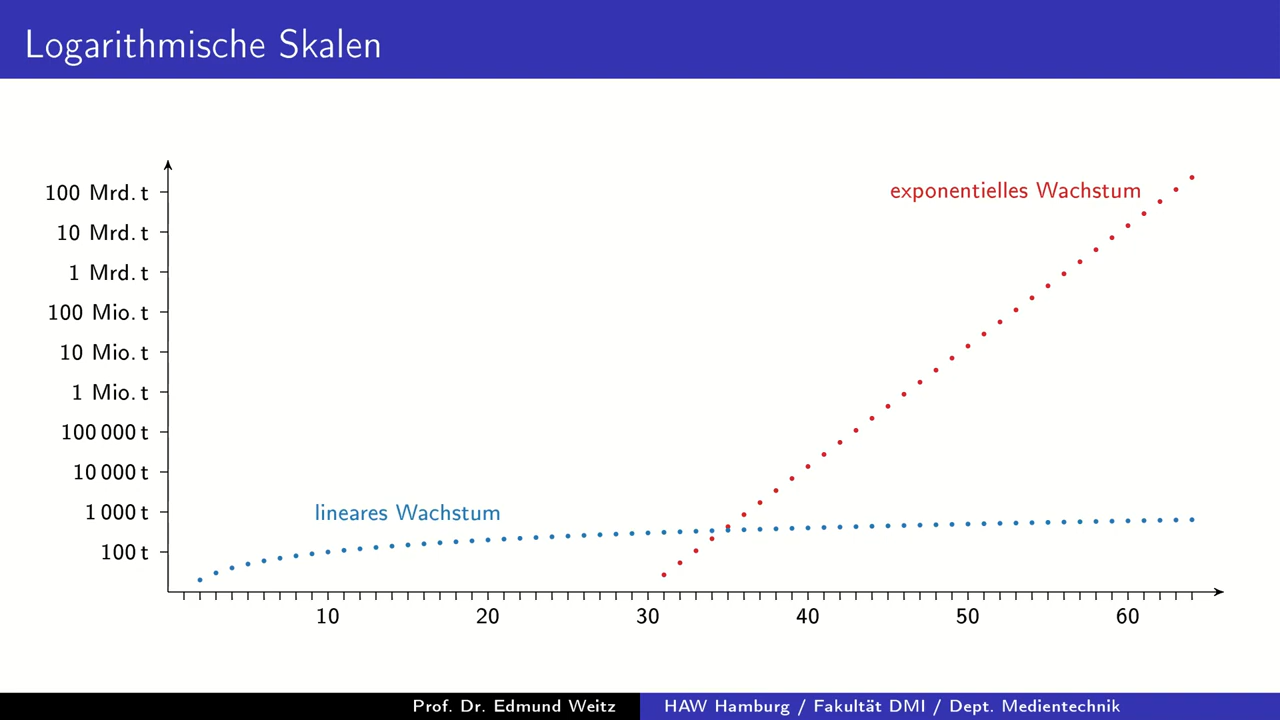 Logarithmische Skalen
100 Mrd. t
exponentielles Wachstum
10 Mrd. t
1 Mrd. t
100 Mio. t
10 Mio. t
1 Mio. t
100 000 t
10 000 t
1 000 t
lineares Wachstum
100 t
10 20 30 40 50 60
Prof. Dr. Edmund Weitz
HAW Hamburg / Fakultät DMI / Dept. Medientechnik